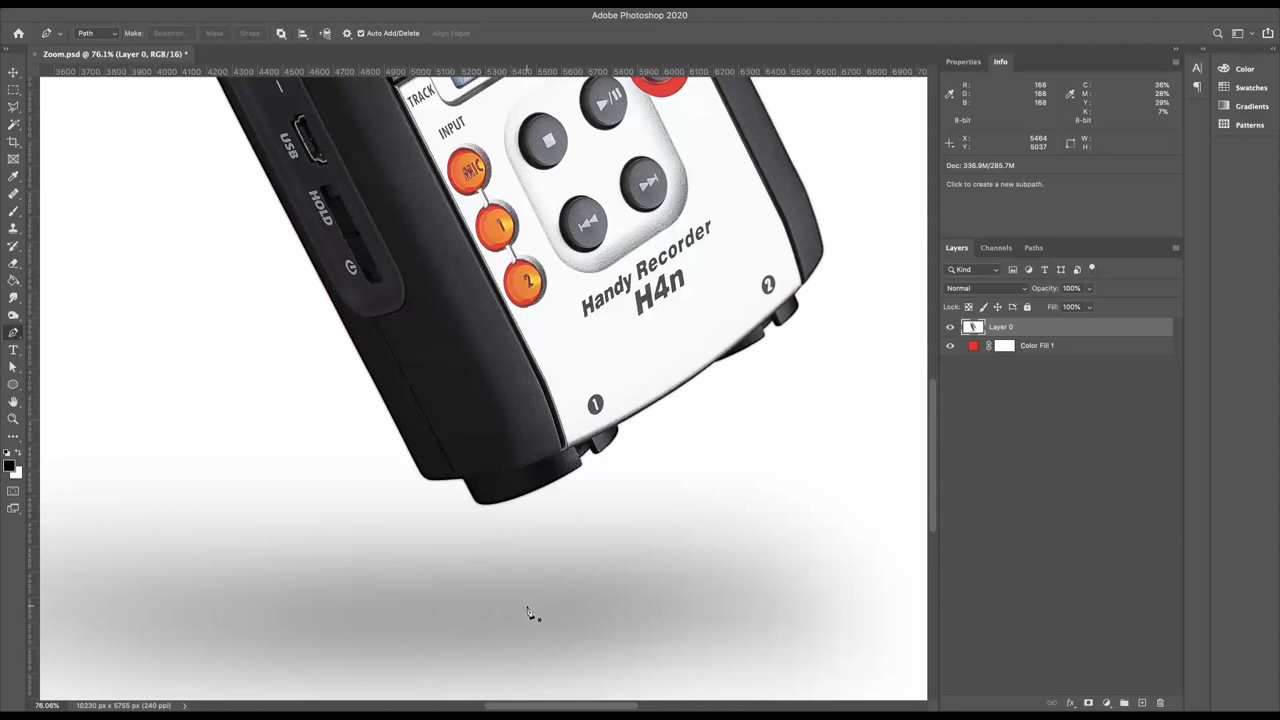 Adobe Photoshop 2020
Path Make: Selection... Mask Shape Auto Add/Delete Align Edges
× Zoom.psd @ 76.1% (Layer 0, RGB/16) *
3600 3700 3800 3900 4000 4100 4200 4300 4400 4500 4600 4700 4800 4900 5000 5100 5200 5300 5400 5500 5600 5700 5800 5900 6000 6100 6200 6300 6400 6500 6600 6700 6800 6900 70
Properties Info
R: 168 C: 36%
G: 168 M: 28%
B: 168 Y: 29%
K: 7%
8-bit 8-bit
X: 5464 W:
Y: 5037 H:
Doc: 336.9M/285.7M
Click to create a new subpath.
Layers Channels Paths
Kind
Normal Opacity: 100%
Lock: Fill: 100%
Layer 0
Color Fill 1
Color
Swatches
Gradients
Patterns
TRACK
INPUT
USB
MIC
HOLD
1
2
Handy Recorder
H4n
2
1
76.06% 10230 px x 5755 px (240 ppi)